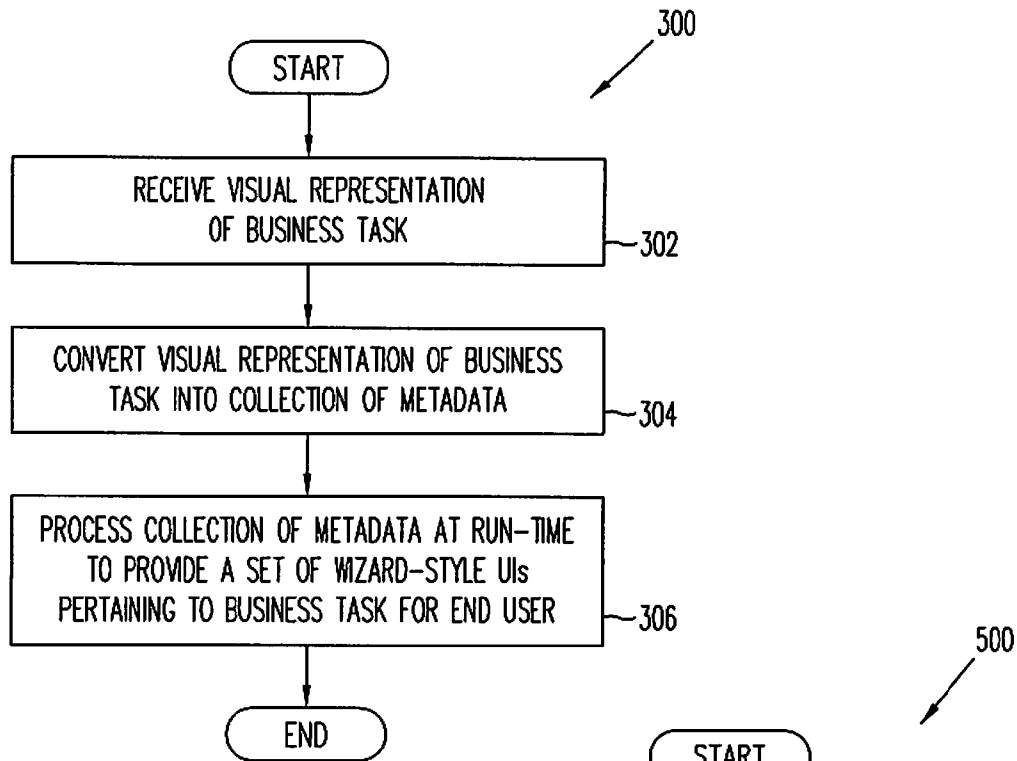 300
START
RECEIVE VISUAL REPRESENTATION
OF BUSINESS TASK
302
CONVERT VISUAL REPRESENTATION OF BUSINESS
TASK INTO COLLECTION OF METADATA
304
PROCESS COLLECTION OF METADATA AT RUN-TIME
TO PROVIDE A SET OF WIZARD-STYLE UIs
PERTAINING TO BUSINESS TASK FOR END USER
306
END
500
START